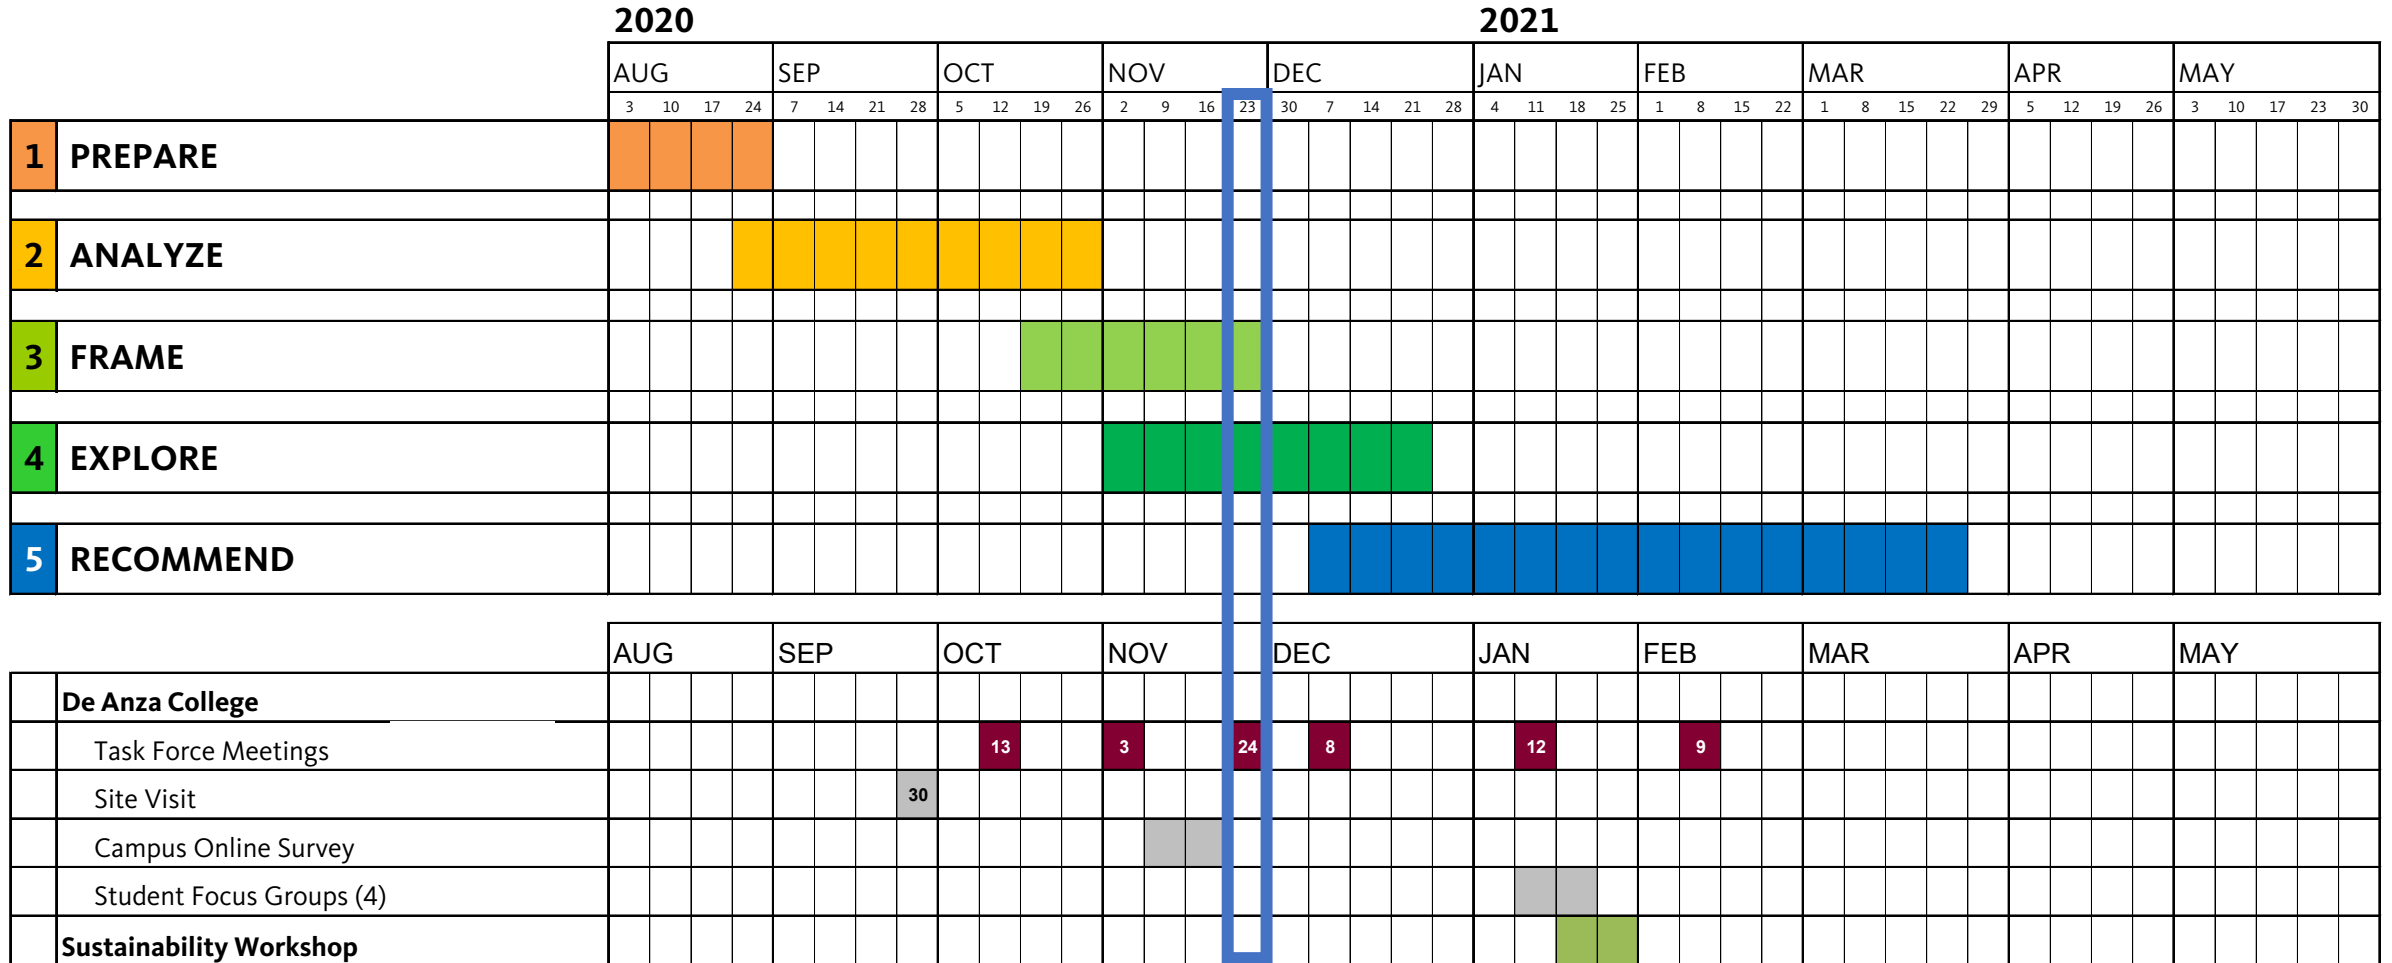 2020 2021
AUG SEP OCT NOV DEC JAN FEB MAR APR MAY
3 10 17 24 7 14 21 28 5 12 19 26 2 9 16 23 30 7 14 21 28 4 11 18 25 1 8 15 22 1 8 15 22 29 5 12 19 26 3 10 17 23 30
1 PREPARE
2 ANALYZE
3 FRAME
4 EXPLORE
5 RECOMMEND
AUG SEP OCT NOV DEC JAN FEB MAR APR MAY
De Anza College
Task Force Meetings 13 3 24 8 12 9
Site Visit 30
Campus Online Survey
Student Focus Groups (4)
Sustainability Workshop